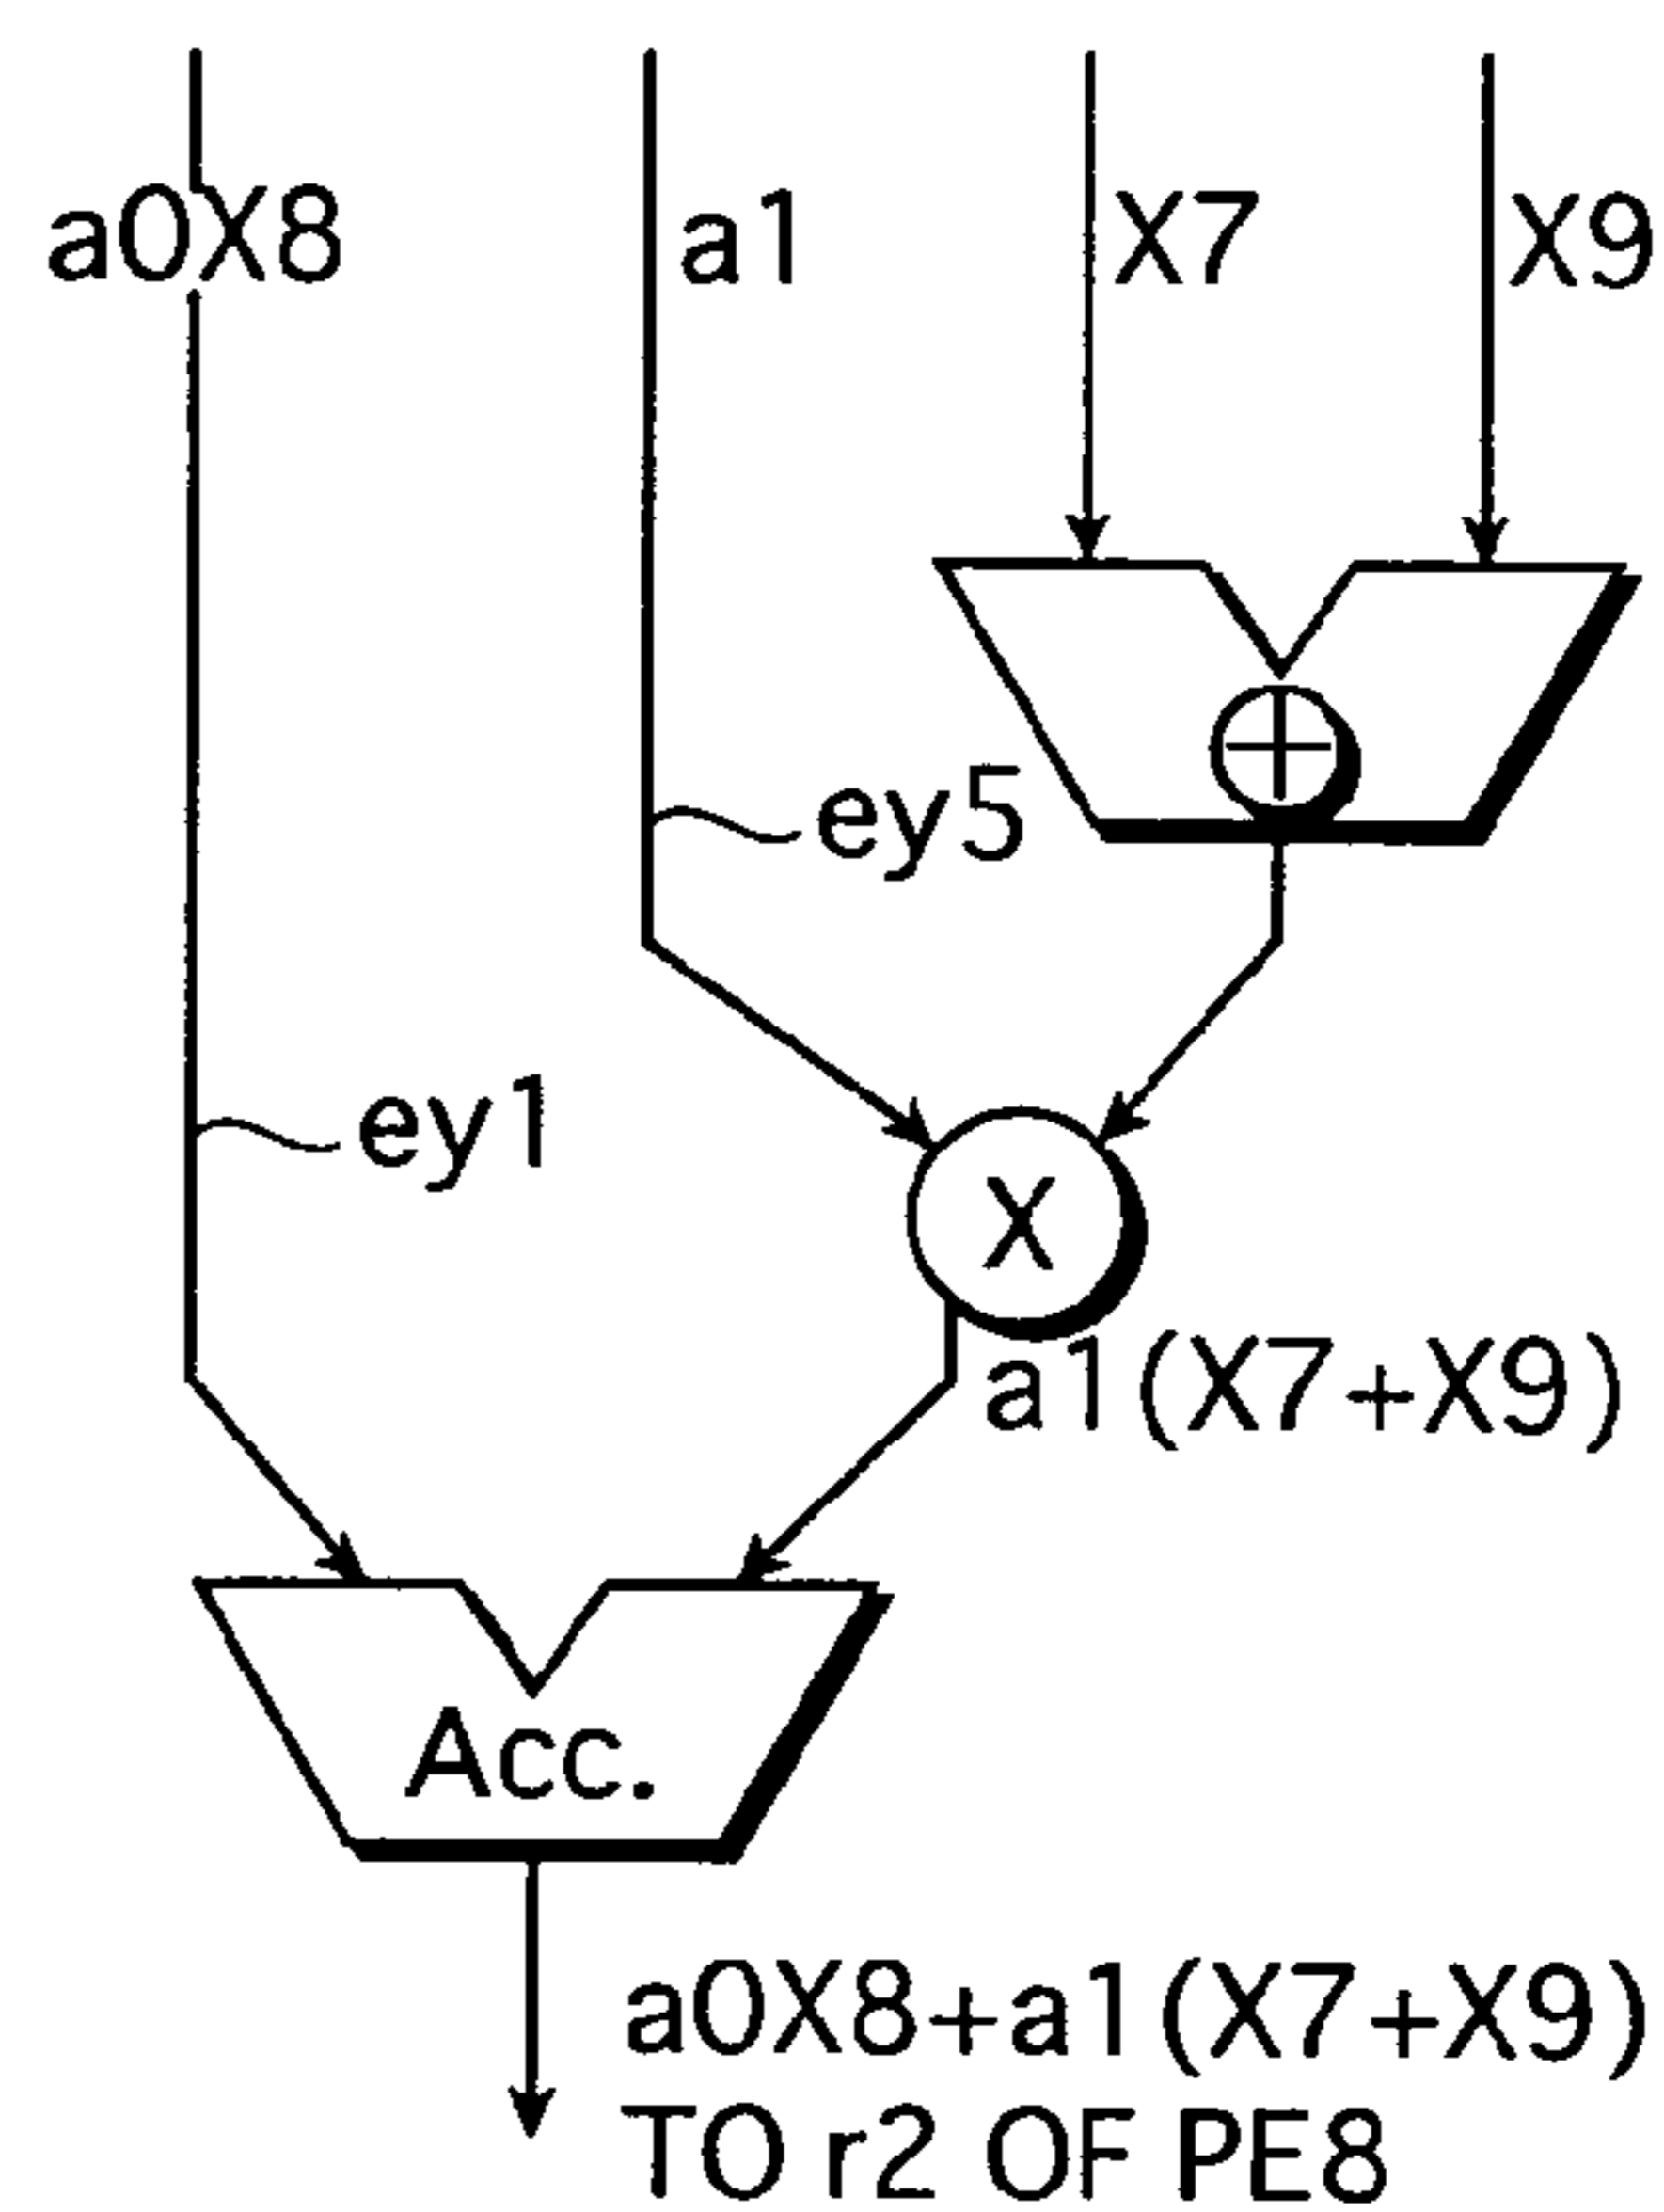 a0X8
a1
X7
X9
+
ey5
ey1
X
a1(X7+X9)
Acc.
a0X8+a1(X7+X9)
TO r2 OF PE8